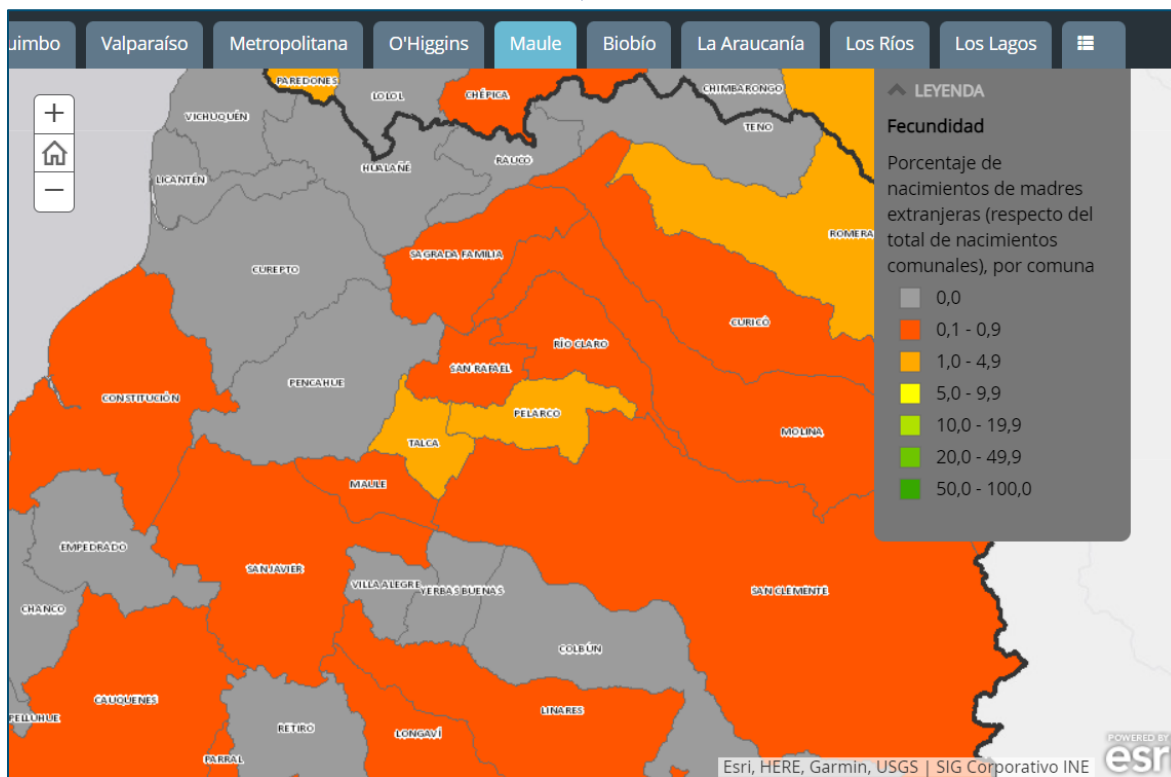 uimbo
Valparaíso
Metropolitana
O'Higgins
Maule
Biobío
La Araucanía
Los Ríos
Los Lagos
LEYENDA
Fecundidad
Porcentaje de
nacimientos de madres
extranjeras (respecto del
total de nacimientos
comunales), por comuna
0,0
0,1 - 0,9
1,0 - 4,9
5,0 - 9,9
10,0 - 19,9
20,0 - 49,9
50,0 - 100,0
+
−
PAREDONES
LOLOL
CHÉPICA
CHIMBARONGO
VICHUQUÉN
TENO
RAUCO
HUALAÑÉ
LICANTÉN
ROMERA
SAGRADA FAMILIA
CUREPTO
CURICÓ
RÍO CLARO
SAN RAFAEL
PENCAHUE
CONSTITUCIÓN
PELARCO
MOLINA
TALCA
MAULE
EMPEDRADO
SAN JAVIER
VILLA ALEGRE
YERBAS BUENAS
SAN CLEMENTE
CHANCO
COLBÚN
CAUQUENES
LINARES
PELLUHUE
RETIRO
LONGAVÍ
PARRAL
POWERED BY
esri
Esri, HERE, Garmin, USGS | SIG Corporativo INE